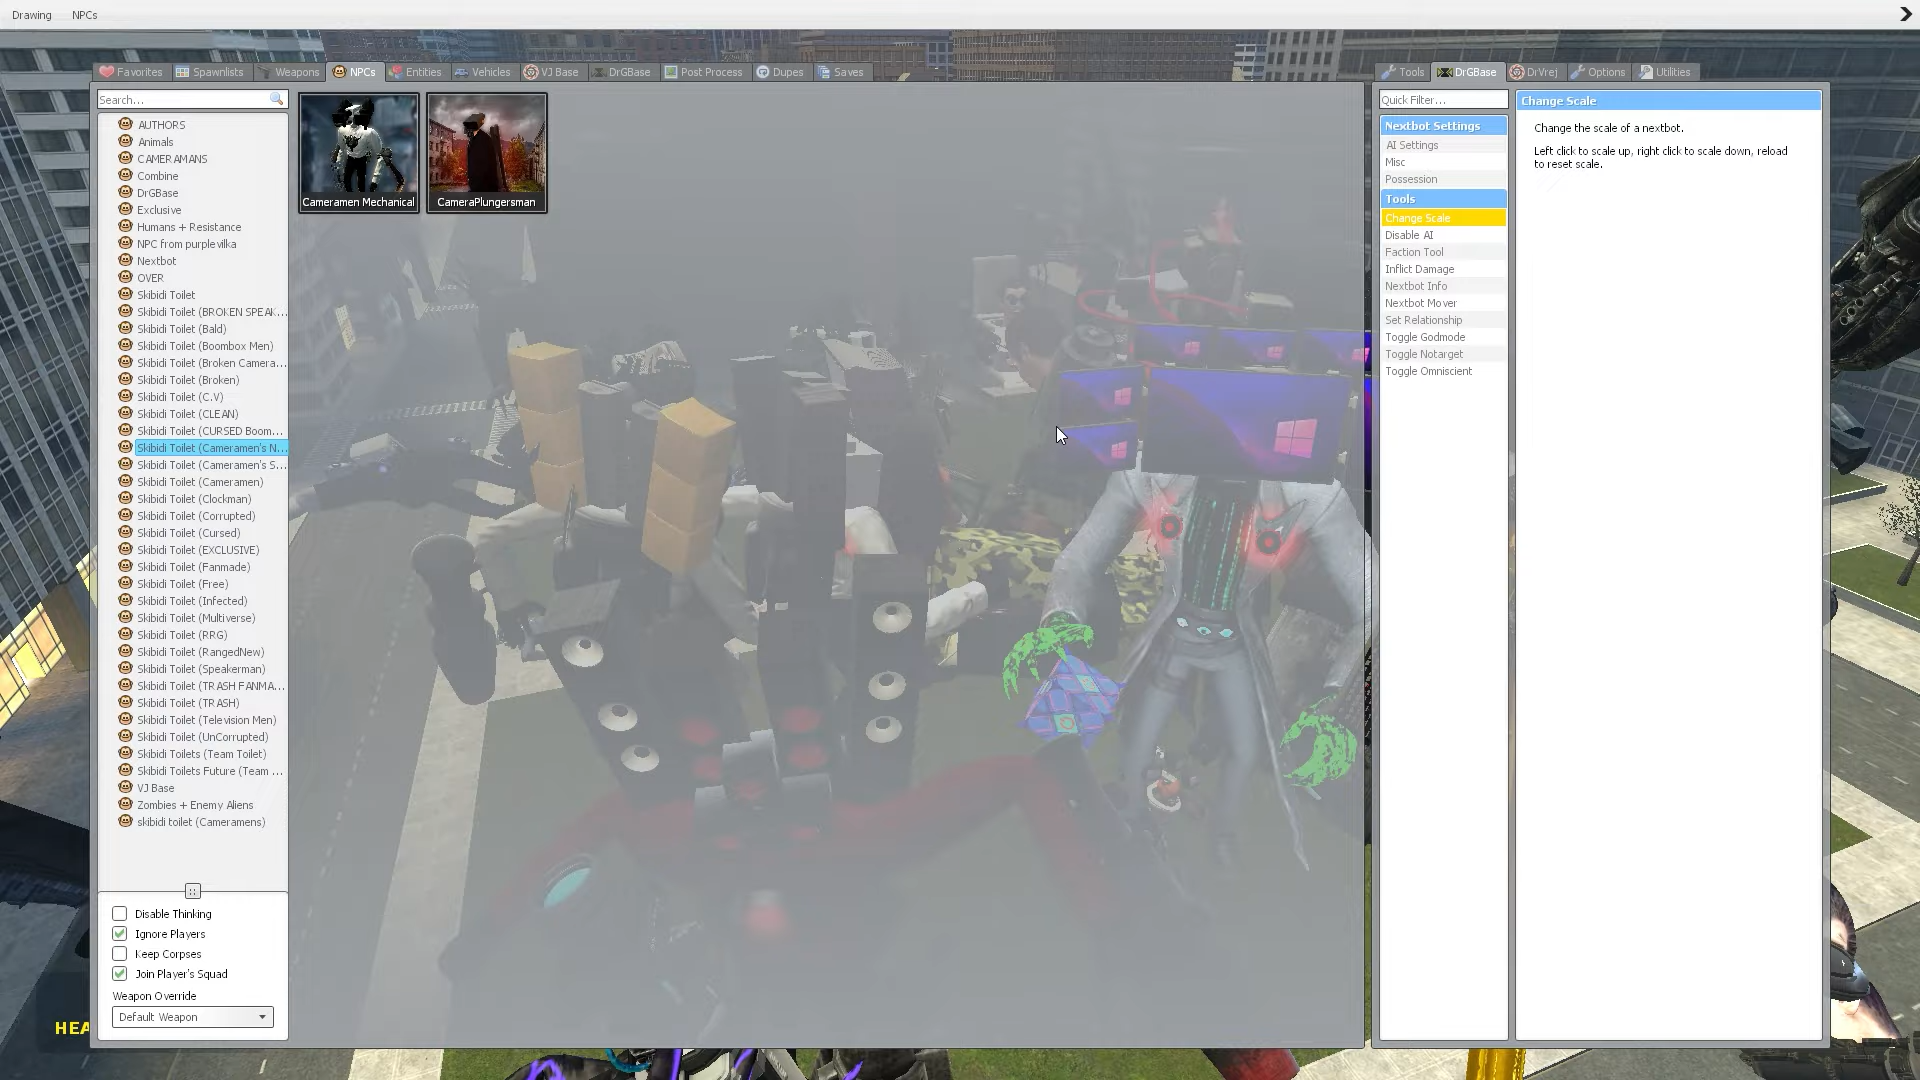 Drawing NPCs
Favorites Spawnlists Weapons NPCs Entities Vehicles VJ Base DrGBase Post Process Dupes Saves
Search...
AUTHORS
Animals
CAMERAMANS
Combine
DrGBase
Exclusive
Humans + Resistance
NPC from purplevilka
Nextbot
OVER
Skibidi Toilet
Skibidi Toilet (BROKEN SPEAK...
Skibidi Toilet (Bald)
Skibidi Toilet (Boombox Men)
Skibidi Toilet (Broken Camera...
Skibidi Toilet (Broken)
Skibidi Toilet (C.V)
Skibidi Toilet (CLEAN)
Skibidi Toilet (CURSED Boom...
Skibidi Toilet (Cameramen's N...
Skibidi Toilet (Cameramen's S...
Skibidi Toilet (Cameramen)
Skibidi Toilet (Clockman)
Skibidi Toilet (Corrupted)
Skibidi Toilet (Cursed)
Skibidi Toilet (EXCLUSIVE)
Skibidi Toilet (Fanmade)
Skibidi Toilet (Free)
Skibidi Toilet (Infected)
Skibidi Toilet (Multiverse)
Skibidi Toilet (RRG)
Skibidi Toilet (RangedNew)
Skibidi Toilet (Speakerman)
Skibidi Toilet (TRASH FANMA...
Skibidi Toilet (TRASH)
Skibidi Toilet (Television Men)
Skibidi Toilet (UnCorrupted)
Skibidi Toilets (Team Toilet)
Skibidi Toilets Future (Team ...
VJ Base
Zombies + Enemy Aliens
skibidi toilet (Cameramens)
Disable Thinking
Ignore Players
Keep Corpses
Join Player's Squad
Weapon Override
Default Weapon
HEA
Cameramen Mechanical
CameraPlungersman
Tools DrGBase DrVrej Options Utilities
Quick Filter...
Nextbot Settings
AI Settings
Misc
Possession
Tools
Change Scale
Disable AI
Faction Tool
Inflict Damage
Nextbot Info
Nextbot Mover
Set Relationship
Toggle Godmode
Toggle Notarget
Toggle Omniscient
Change Scale
Change the scale of a nextbot.
Left click to scale up, right click to scale down, reload
to reset scale.